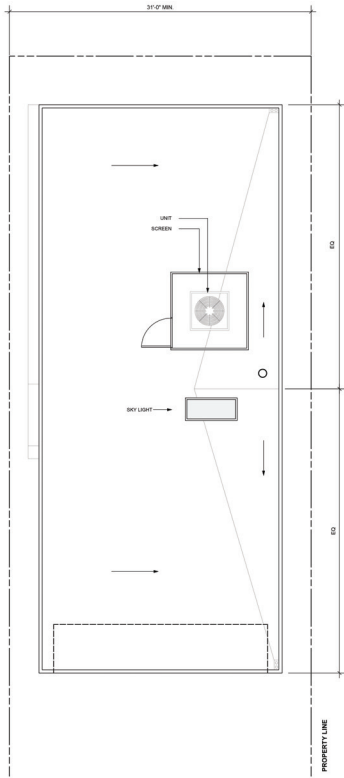 31'-0" MIN.
UNIT
SCREEN
EQ
SKY LIGHT
EQ
PROPERTY LINE